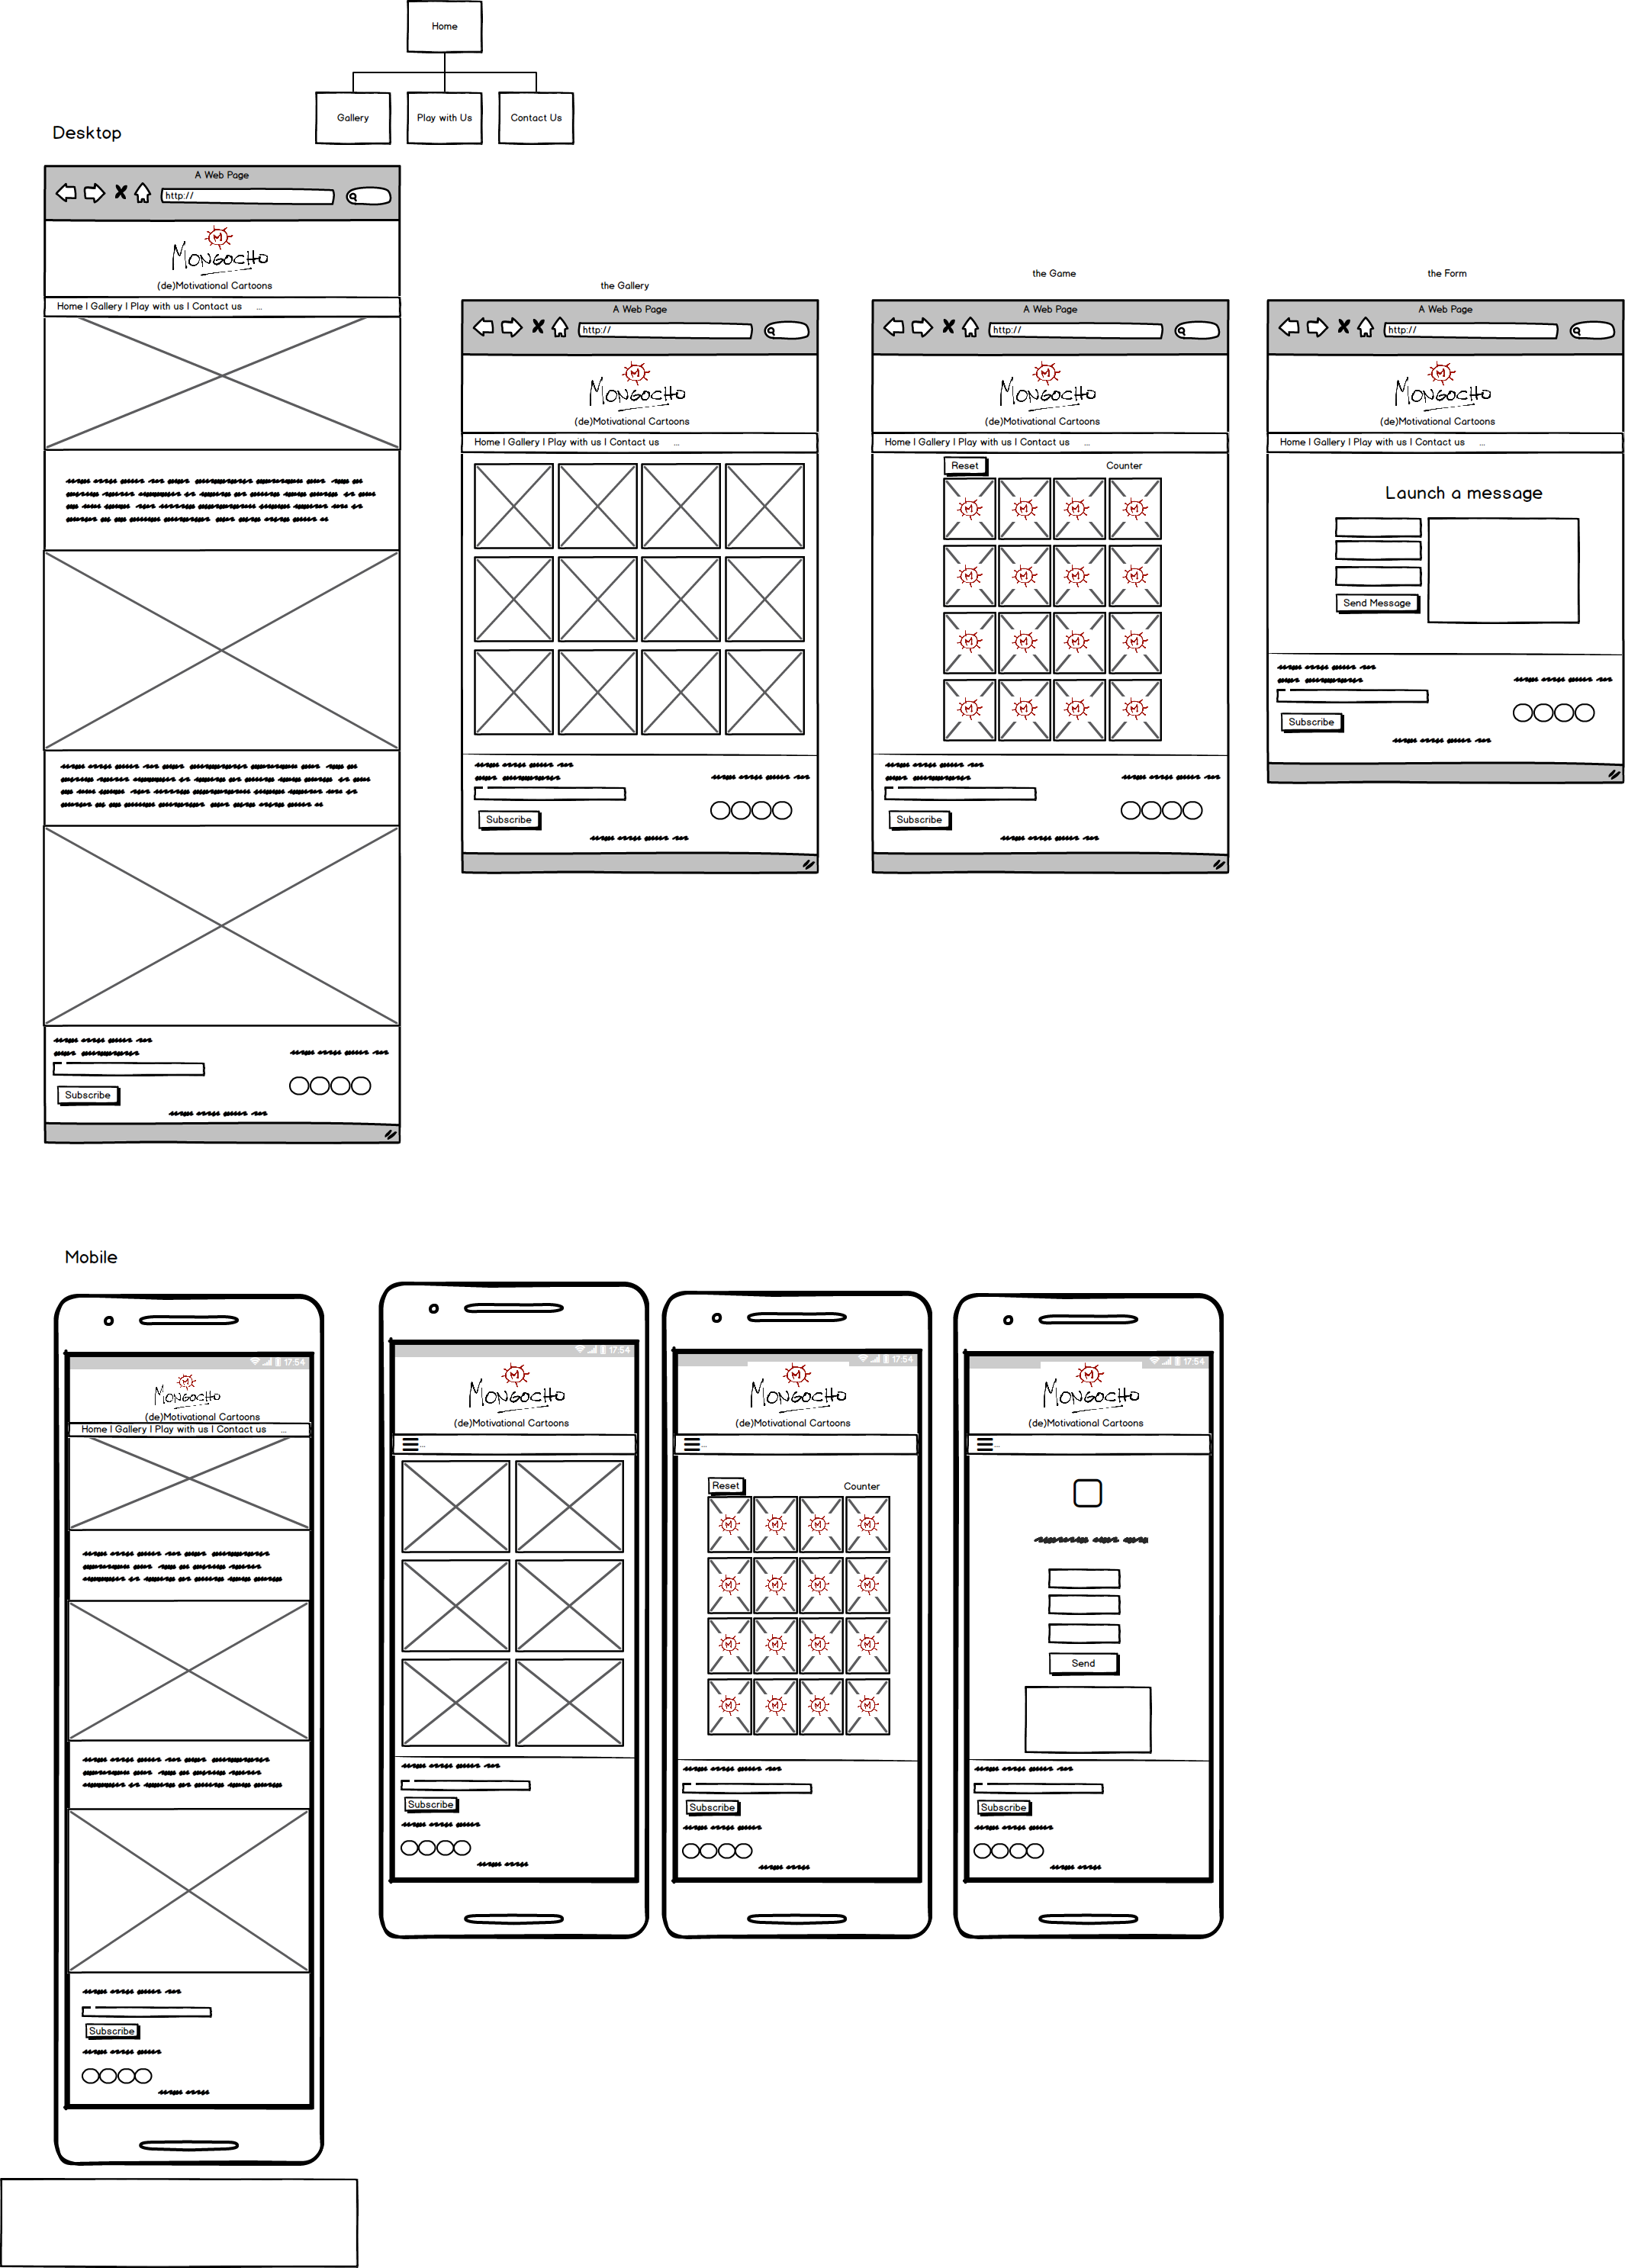 Home
Gallery
Play with Us
Contact Us
Desktop
A Web Page
http://
M
MONGOCHO
(de)Motivational Cartoons
Home | Gallery | Play with us | Contact us ...
Subscribe
the Gallery
A Web Page
http://
M
MONGOCHO
(de)Motivational Cartoons
Home | Gallery | Play with us | Contact us ...
Subscribe
the Game
A Web Page
http://
M
MONGOCHO
(de)Motivational Cartoons
Home | Gallery | Play with us | Contact us ...
Reset Counter
M M M M
M M M M
M M M M
M M M M
Subscribe
the Form
A Web Page
http://
M
MONGOCHO
(de)Motivational Cartoons
Home | Gallery | Play with us | Contact us ...
Launch a message
Send Message
Subscribe
Mobile
17:54
M
MONGOCHO
(de)Motivational Cartoons
Home | Gallery | Play with us | Contact us ...
Subscribe
17:54
M
MONGOCHO
(de)Motivational Cartoons
...
Subscribe
17:54
M
MONGOCHO
(de)Motivational Cartoons
...
Reset Counter
M M M M
M M M M
M M M M
M M M M
Subscribe
17:54
M
MONGOCHO
(de)Motivational Cartoons
...
Send
Subscribe